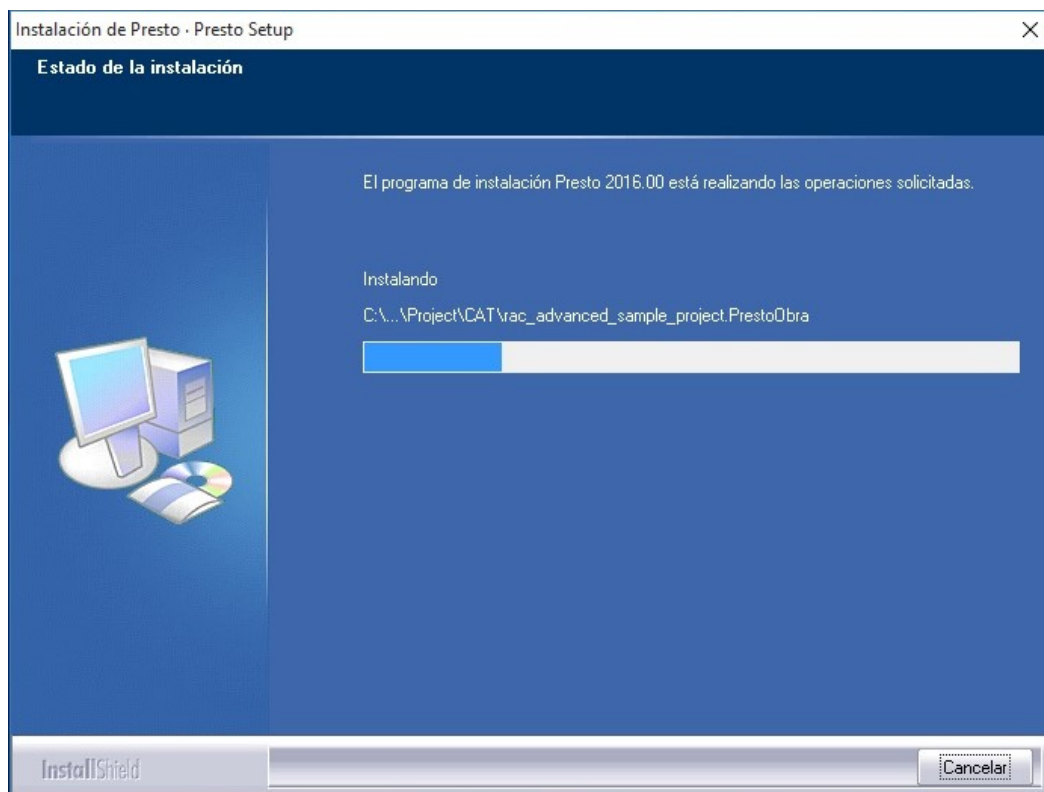 Instalación de Presto · Presto Setup
Estado de la instalación
El programa de instalación Presto 2016.00 está realizando las operaciones solicitadas.
Instalando
C:\...\Project\CAT\rac_advanced_sample_project.PrestoObra
InstallShield
Cancelar